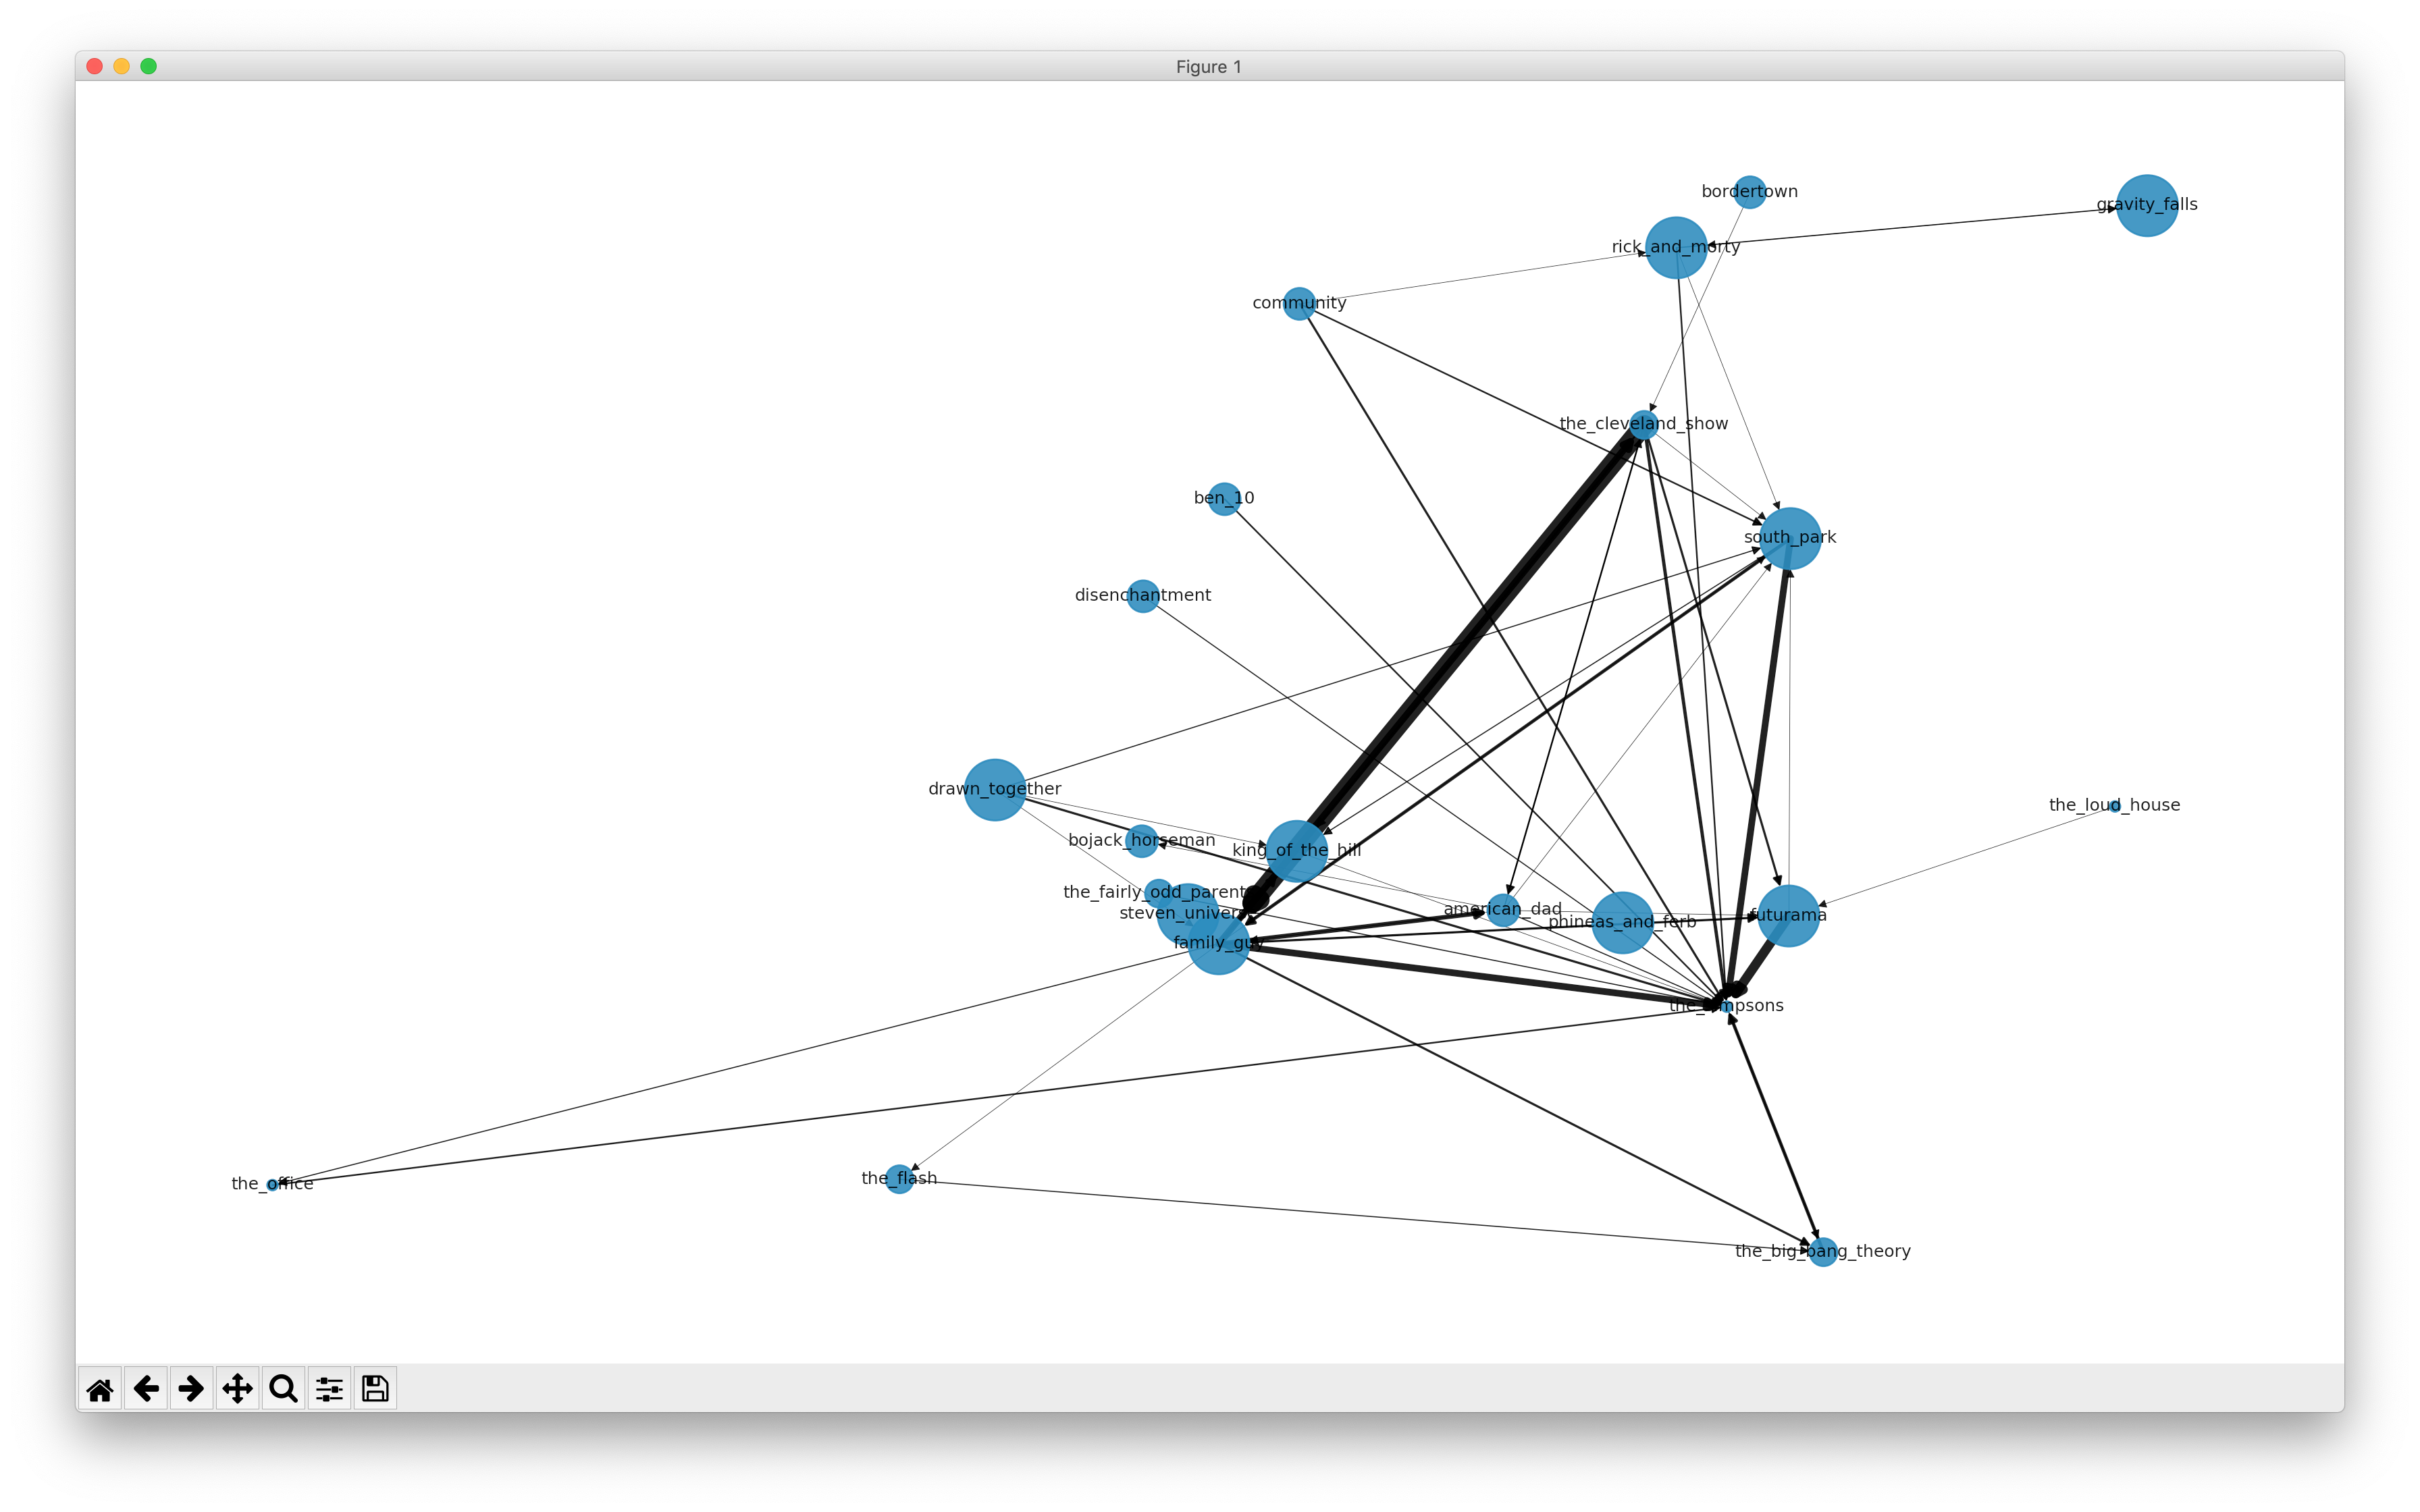 Figure 1
bordertown
gravity_falls
rick_and_morty
community
the_cleveland_show
ben_10
south_park
disenchantment
drawn_together
the_loud_house
bojack_horseman
king_of_the_hill
the_fairly_odd_parent
steven_univer
american_dad
phineas_and_ferb
futurama
family_guy
the_simpsons
the_office
the_flash
the_big_bang_theory